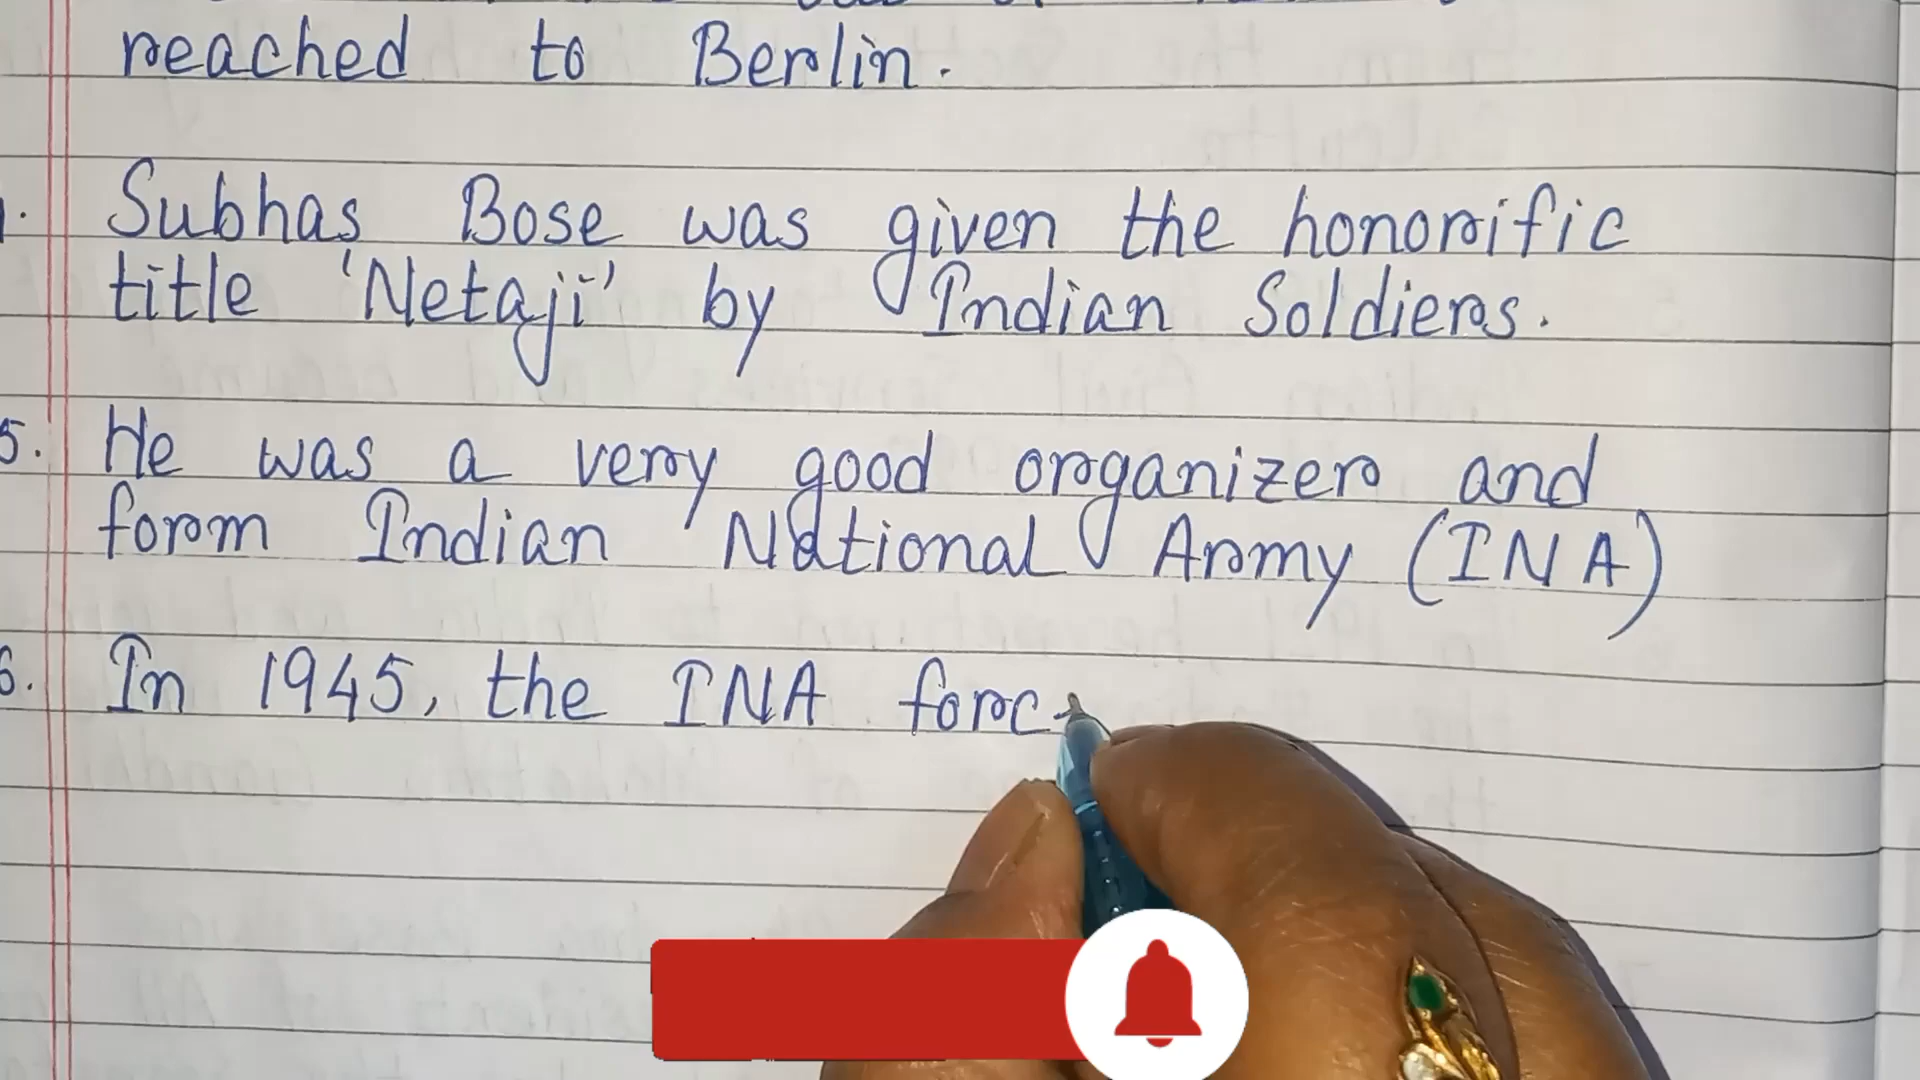 reached to Berlin.
Subhas Bose was given the honorific
title 'Netaji' by Indian Soldiers.
5. He was a very good organizer and
form Indian National Army (INA)
6. In 1945, the INA forc